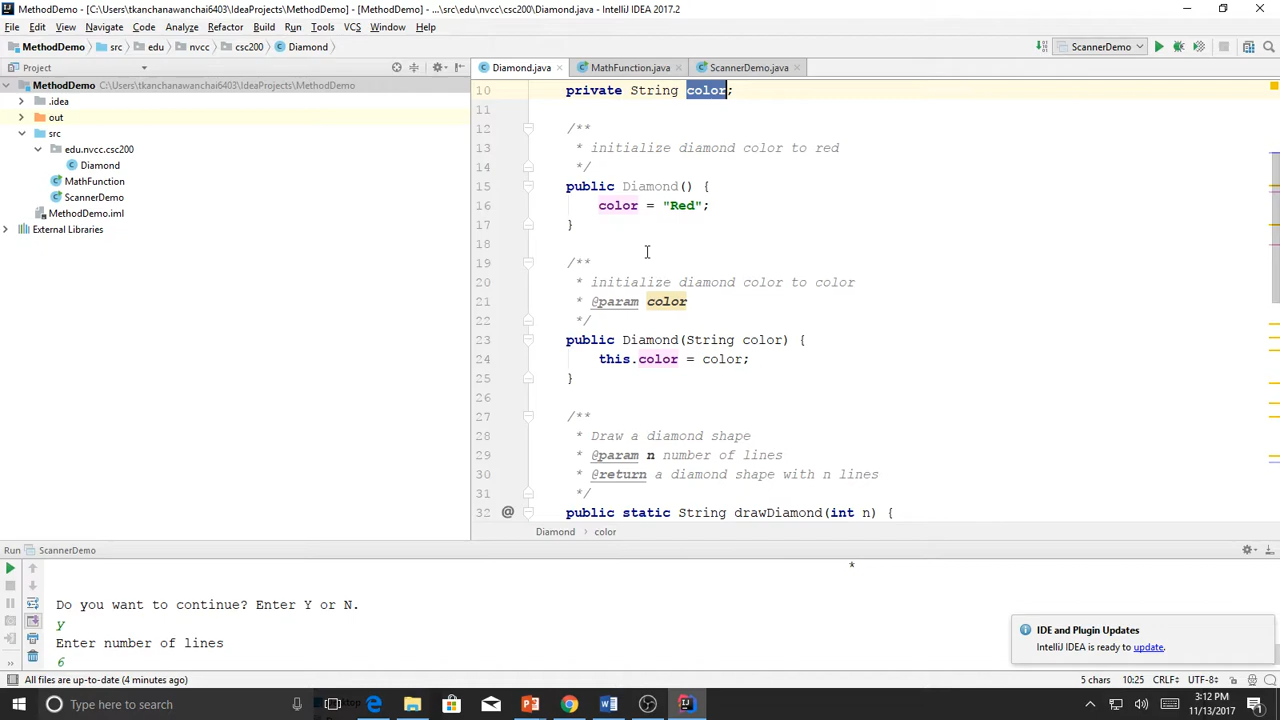 MethodDemo - [C:\Users\tkanchanawanchai6403\IdeaProjects\MethodDemo] - [MethodDemo] - ...\src\edu\nvcc\csc200\Diamond.java - IntelliJ IDEA 2017.2
File Edit View Navigate Code Analyze Refactor Build Run Tools VCS Window Help
MethodDemo src edu nvcc csc200 Diamond ScannerDemo
Project Diamond.java MathFunction.java ScannerDemo.java
MethodDemo C:\Users\tkanchanawanchai6403\IdeaProjects\MethodDemo
.idea
out
src
edu.nvcc.csc200
Diamond
MathFunction
ScannerDemo
MethodDemo.iml
External Libraries
10 private String color;
11
12 /**
13 * initialize diamond color to red
14 */
15 public Diamond() {
16 color = "Red";
17 }
18
19 /**
20 * initialize diamond color to color
21 * @param color
22 */
23 public Diamond(String color) {
24 this.color = color;
25 }
26
27 /**
28 * Draw a diamond shape
29 * @param n number of lines
30 * @return a diamond shape with n lines
31 */
32 @ public static String drawDiamond(int n) {
Diamond color
Run ScannerDemo
*
Do you want to continue? Enter Y or N.
y
Enter number of lines
6
IDE and Plugin Updates
IntelliJ IDEA is ready to update.
All files are up-to-date (4 minutes ago) 5 chars 10:25 CRLF÷ UTF-8÷
Type here to search
3:12 PM
11/13/2017